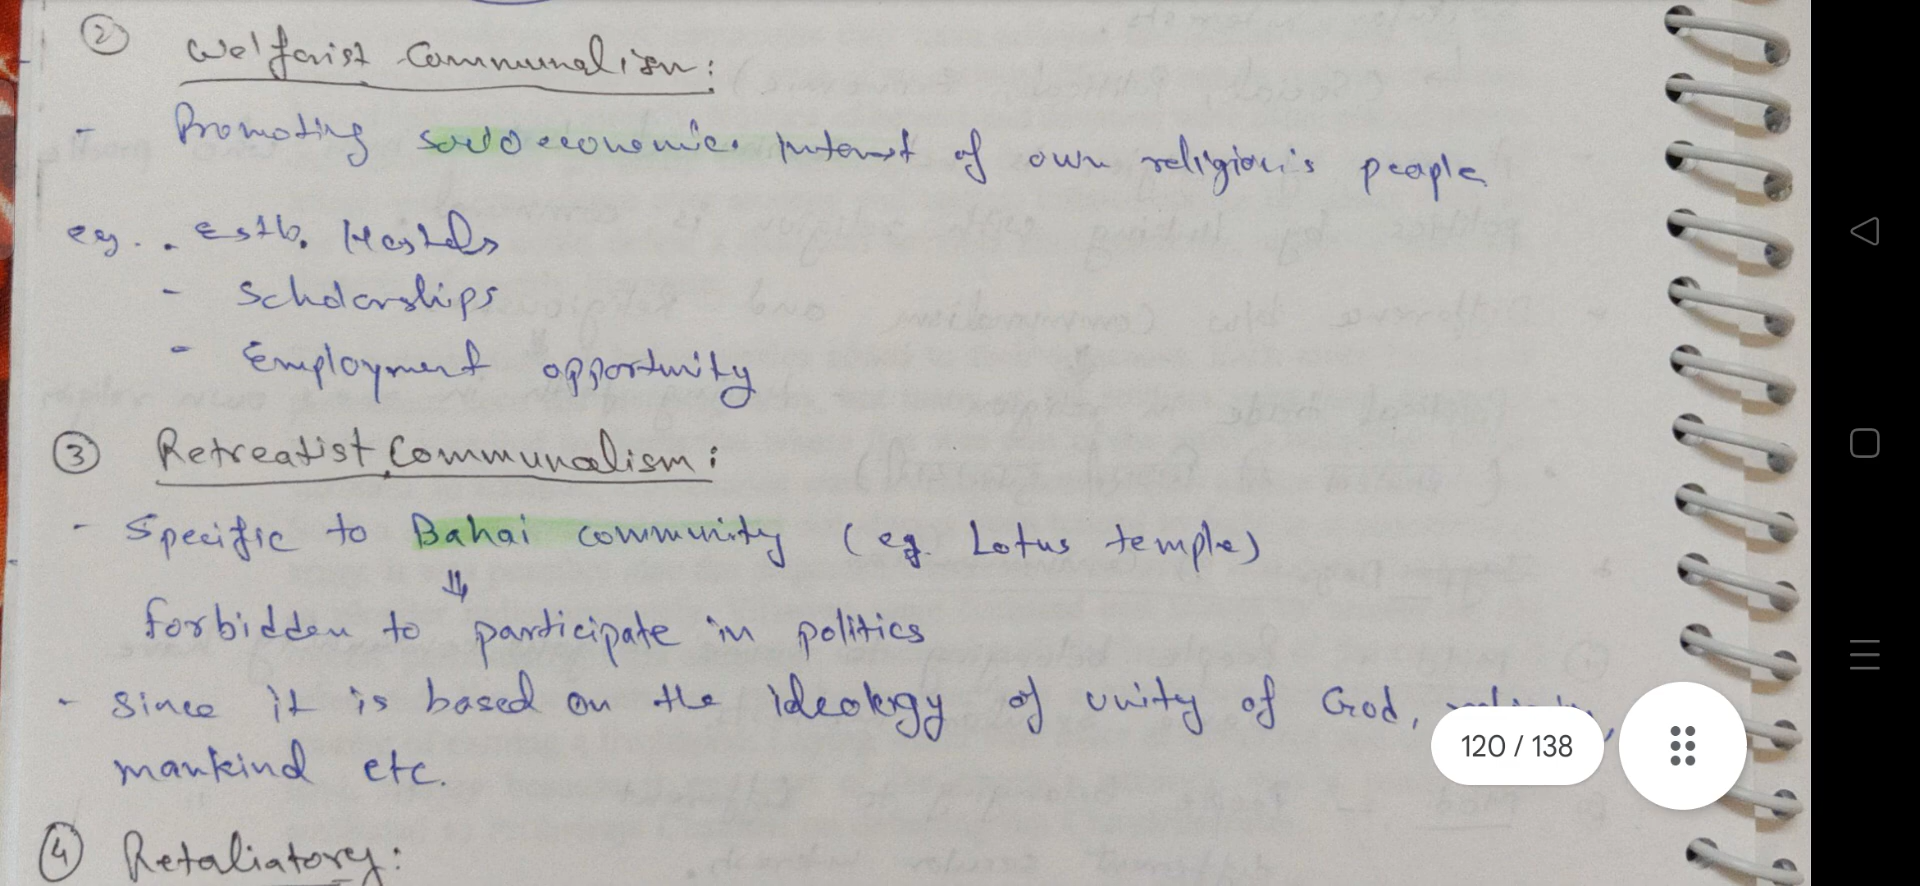 ② Welfarist Communalism:
- Promoting socio economic interest of own religion's people
eg. . Estb. Hostels
- Scholarships
- Employment opportunity
③ Retreatist Communalism:
- Specific to Bahai community (eg. Lotus temple)
⇓
forbidden to participate in politics
- Since it is based on the ideology of unity of God,
mankind etc.
④ Retaliatory:
120 / 138